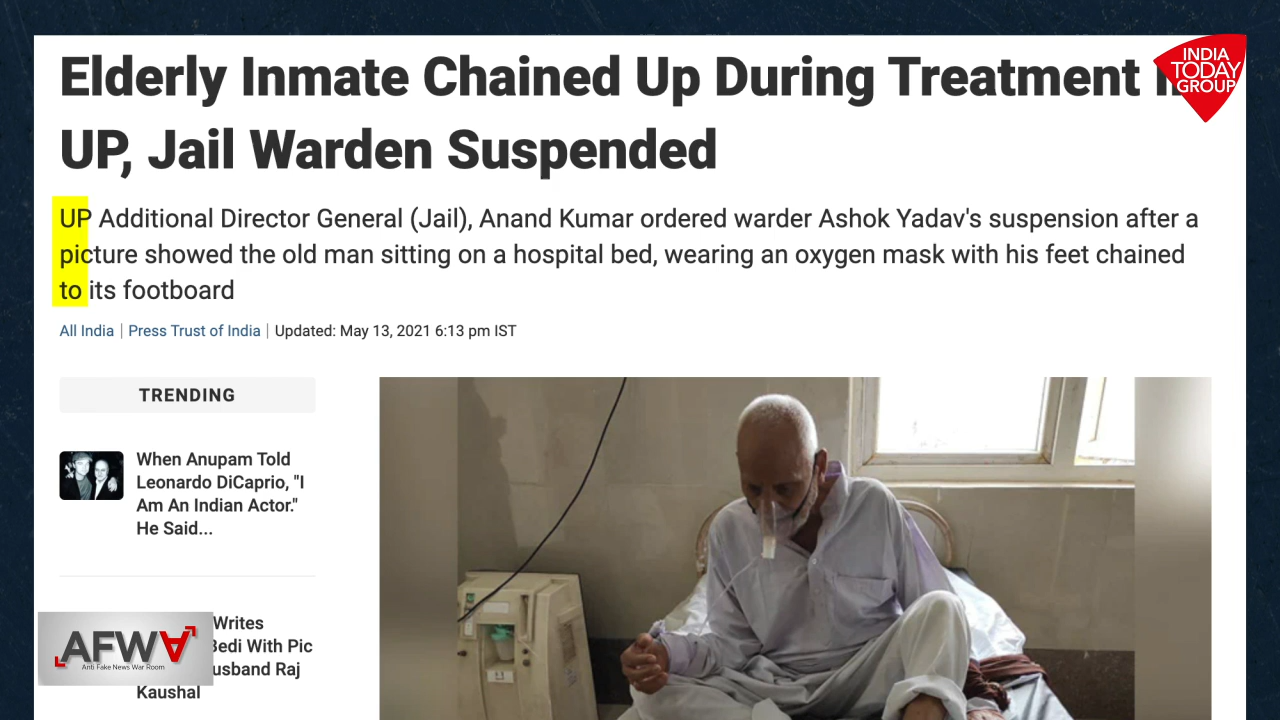 Elderly Inmate Chained Up During Treatment
UP, Jail Warden Suspended
INDIA
TODAY
GROUP
UP Additional Director General (Jail), Anand Kumar ordered warder Ashok Yadav's suspension after a
picture showed the old man sitting on a hospital bed, wearing an oxygen mask with his feet chained
to its footboard
All India | Press Trust of India | Updated: May 13, 2021 6:13 pm IST
TRENDING
When Anupam Told
Leonardo DiCaprio, "I
Am An Indian Actor."
He Said...
Writes
Bedi With Pic
usband Raj
Kaushal
AFWA
Anti Fake News War Room